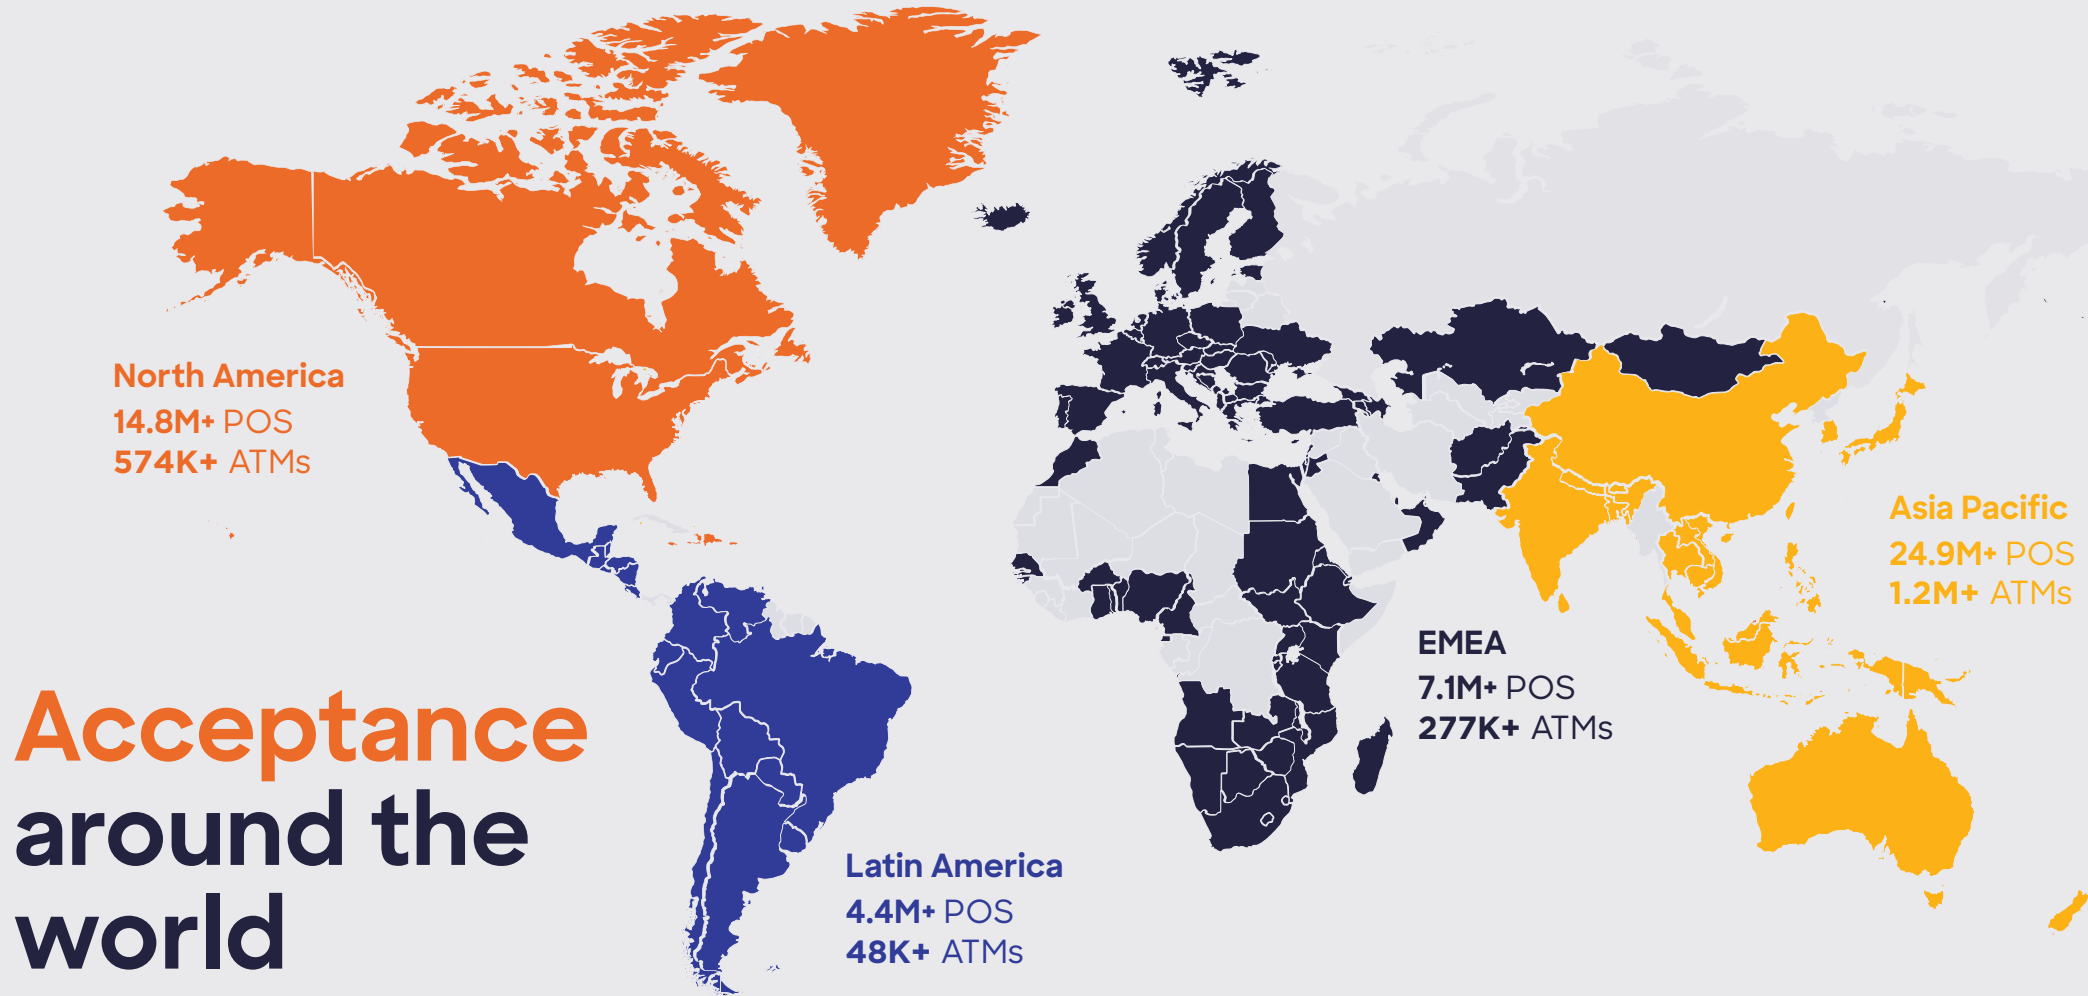 North America
14.8M+ POS
574K+ ATMs
Asia Pacific
24.9M+ POS
1.2M+ ATMs
EMEA
7.1M+ POS
277K+ ATMs
Acceptance
around the
world
Latin America
4.4M+ POS
48K+ ATMs